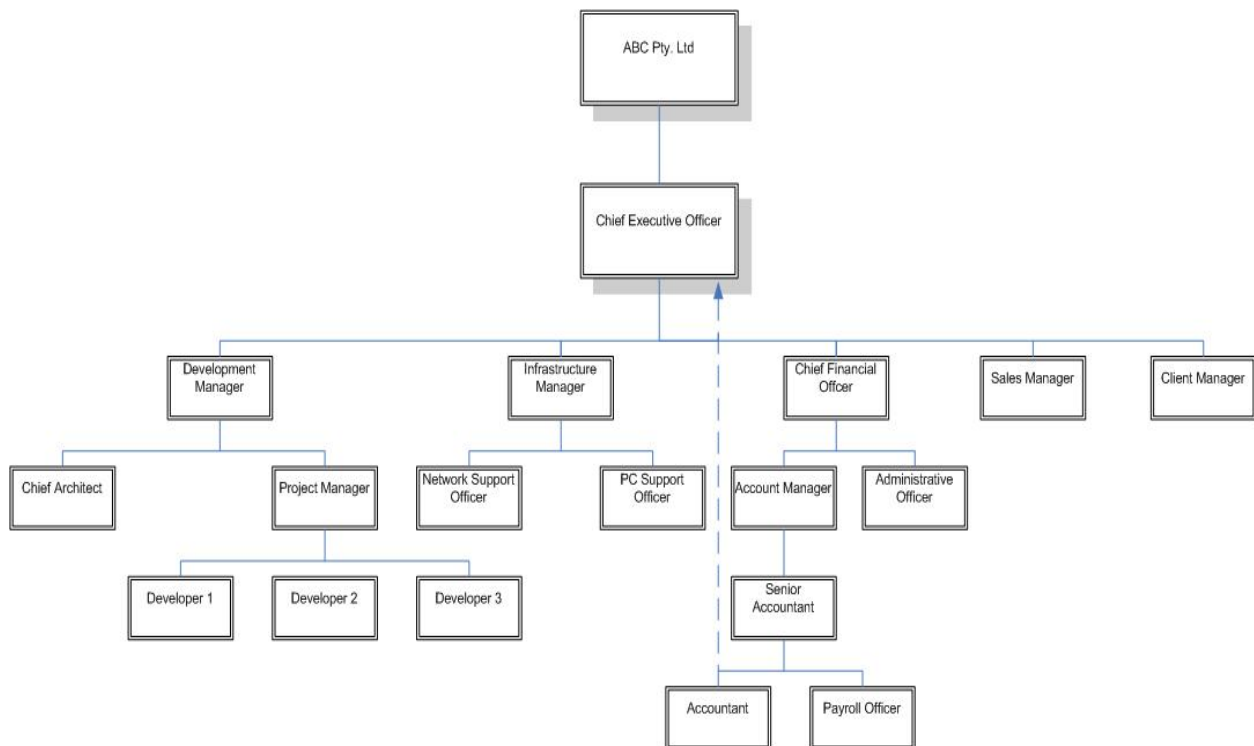 ABC Pty. Ltd
Chief Executive Officer
Development
Manager
Infrastructure
Manager
Chief Financial
Offcer
Sales Manager
Client Manager
Chief Architect
Project Manager
Network Support
Officer
PC Support
Officer
Account Manager
Administrative
Officer
Developer 1
Developer 2
Developer 3
Senior
Accountant
Accountant
Payroll Officer